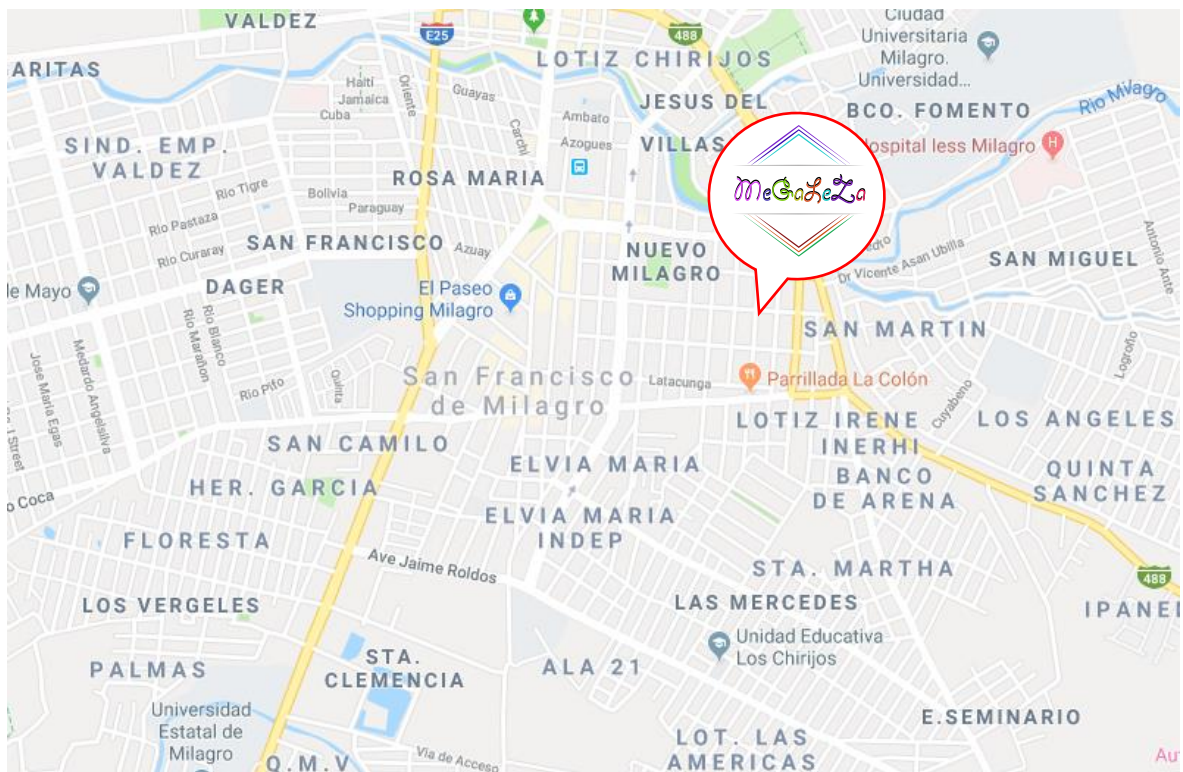 VALDEZ
E25
488
Ciudad
Universitaria
Milagro.
Universidad...
LOTIZ CHIRIJOS
ARITAS
Haití
Jamaica
Cuba
Oriente
Guayas
Carchi
Ambato
Azogues
JESUS DEL
VILLAS
BCO. FOMENTO
Rio Milagro
Hospital Iess Milagro
H
SIND. EMP.
VALDEZ
ROSA MARIA
MeGaLeZa
Rio Tigre
Bolivia
Paraguay
Rio Pastaza
Rio Curaray
SAN FRANCISCO
Azuay
NUEVO
MILAGRO
Dr Vicente Asan Ubilla
SAN MIGUEL
Antonio Ante
de Mayo
DAGER
El Paseo
Shopping Milagro
Rio Blanco
Rio Marañon
SAN MARTIN
Jose Maria Egas
Medardo Angelsilva
Rio Pifo
Quilita
San Francisco
de Milagro
Latacunga
Parrillada La Colón
Logroño
Cuyabeno
LOTIZ IRENE
INERHI
LOS ANGELES
Street
SAN CAMILO
ELVIA MARIA
BANCO
DE ARENA
QUINTA
SANCHEZ
HER. GARCIA
o Coca
ELVIA MARIA
INDEP
FLORESTA
Ave Jaime Roldos
STA. MARTHA
488
LOS VERGELES
LAS MERCEDES
IPANE
Unidad Educativa
Los Chirijos
PALMAS
STA.
CLEMENCIA
ALA 21
Universidad
Estatal de
Milagro
E.SEMINARIO
LOT. LAS
AMERICAS
Q.M.V
Via de Acceso
Au